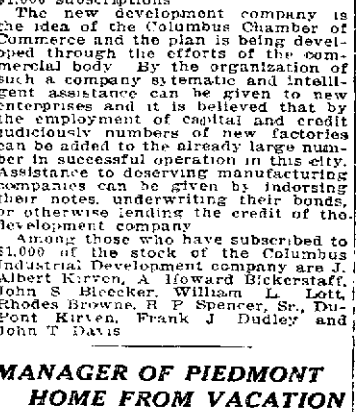 $1,000 subscriptions
The new development company is
the idea of the Columbus Chamber of
Commerce and the plan is being devel-
oped through the efforts of the com-
mercial body By the organization of
such a company sytematic and intelli-
gent assistance can be given to new
enterprises and it is believed that by
the employment of capital and credit
judiciously numbers of new factories
can be added to the already large num-
ber in successful operation in this city.
Assistance to deserving manufacturing
companies can be given by indorsing
their notes, underwriting their bonds,
or otherwise lending the credit of the
development company
Among those who have subscribed to
$1,000 of the stock of the Columbus
Industrial Development company are J.
Albert Kirven, A Howard Bickerstaff,
John S Bleecker, William L. Lott,
Rhodes Browne, R P Spencer, Sr., Du-
Pont Kirven, Frank J Dudley and
John T Davis
MANAGER OF PIEDMONT
HOME FROM VACATION